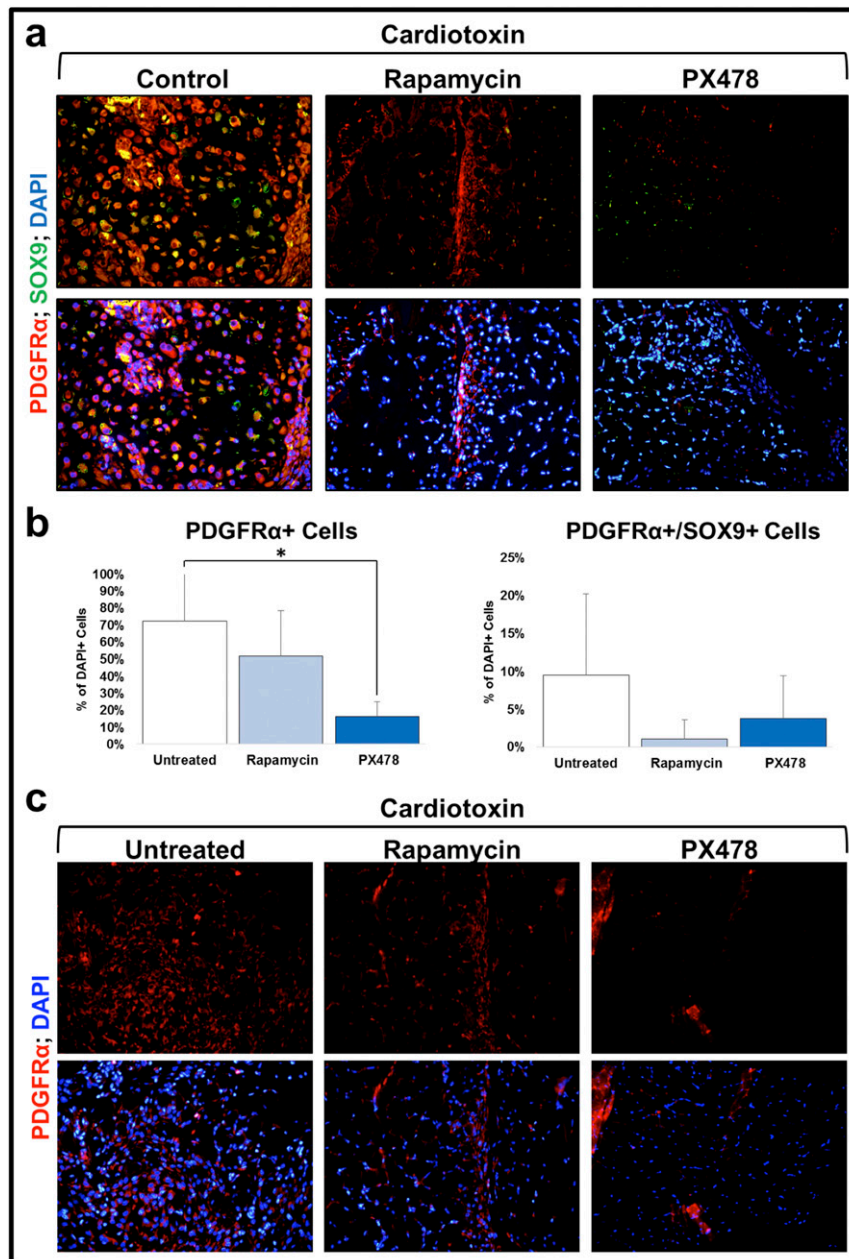 a
Cardiotoxin
Control Rapamycin PX478
PDGFRα; SOX9; DAPI
b
PDGFRα+ Cells
*
% of DAPI+ Cells
100%
90%
80%
70%
60%
50%
40%
30%
20%
10%
0%
Untreated Rapamycin PX478
PDGFRα+/SOX9+ Cells
% of DAPI+ Cells
25%
20%
15%
10%
5%
0%
Untreated Rapamycin PX478
c
Cardiotoxin
Untreated Rapamycin PX478
PDGFRα; DAPI